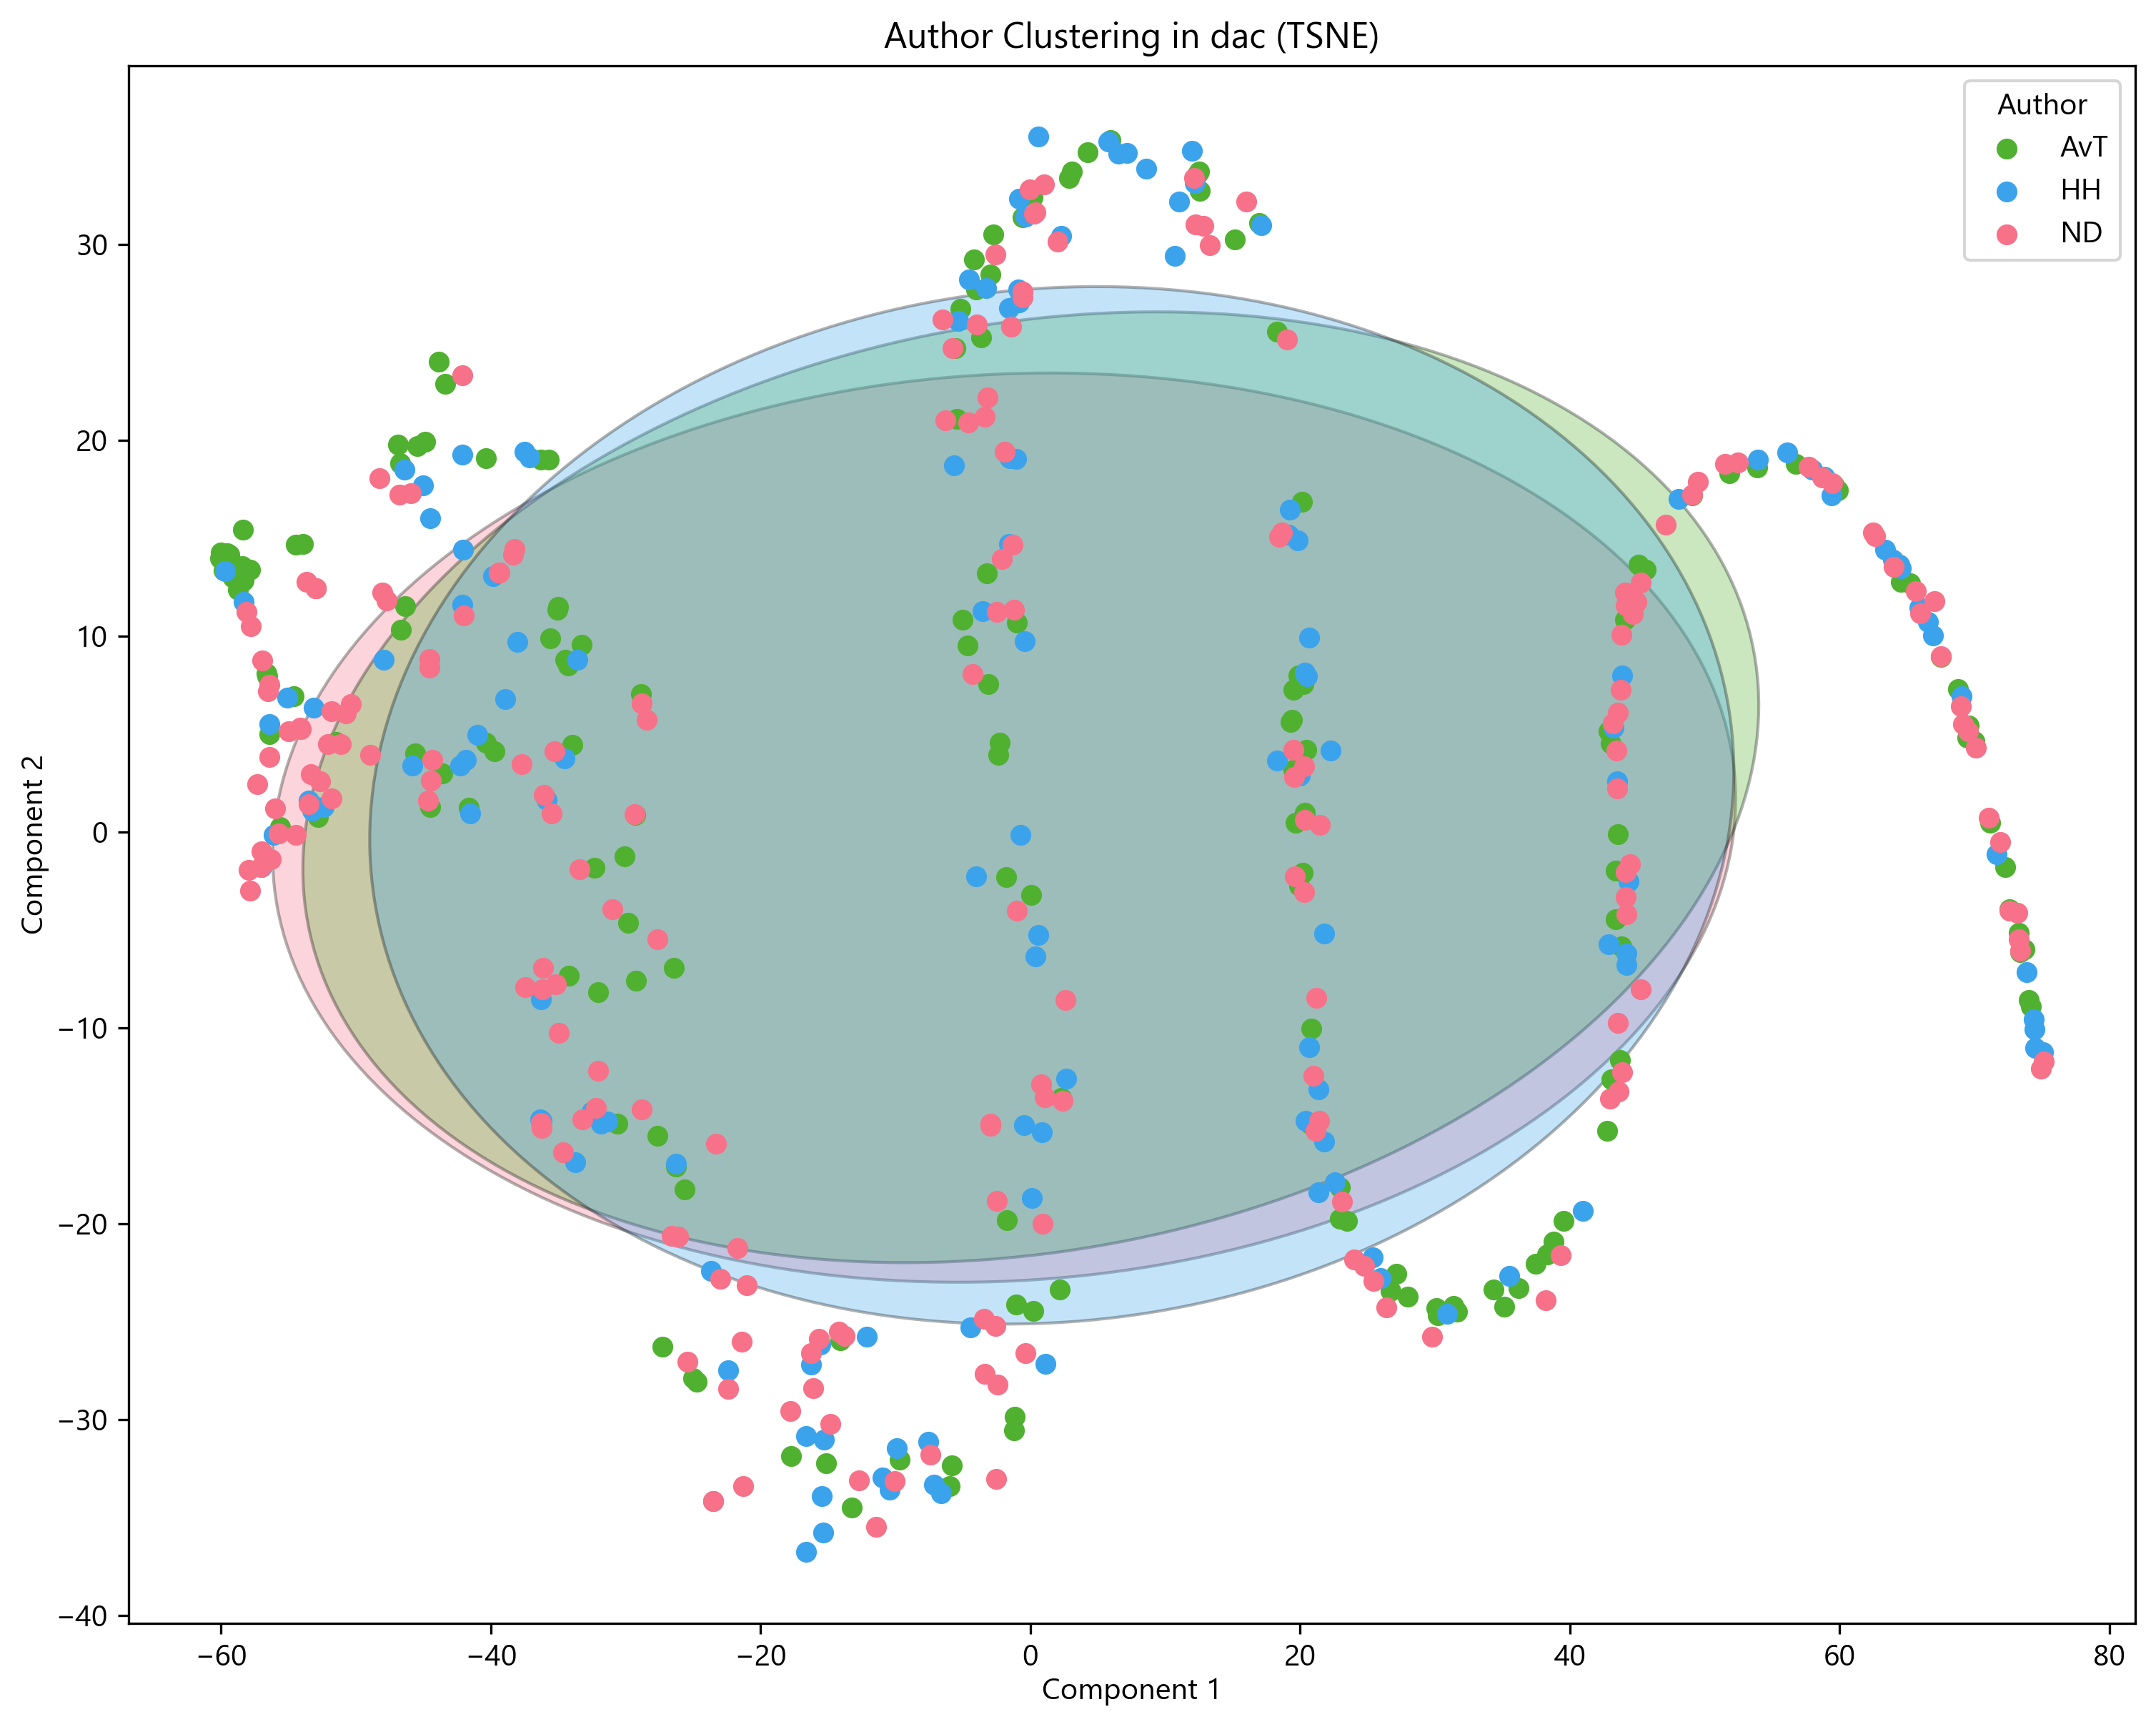 Author Clustering in dac (TSNE)
Author
AvT
HH
ND
Component 2
30
20
10
0
−10
−20
−30
−40
−60
−40
−20
0
20
40
60
80
Component 1